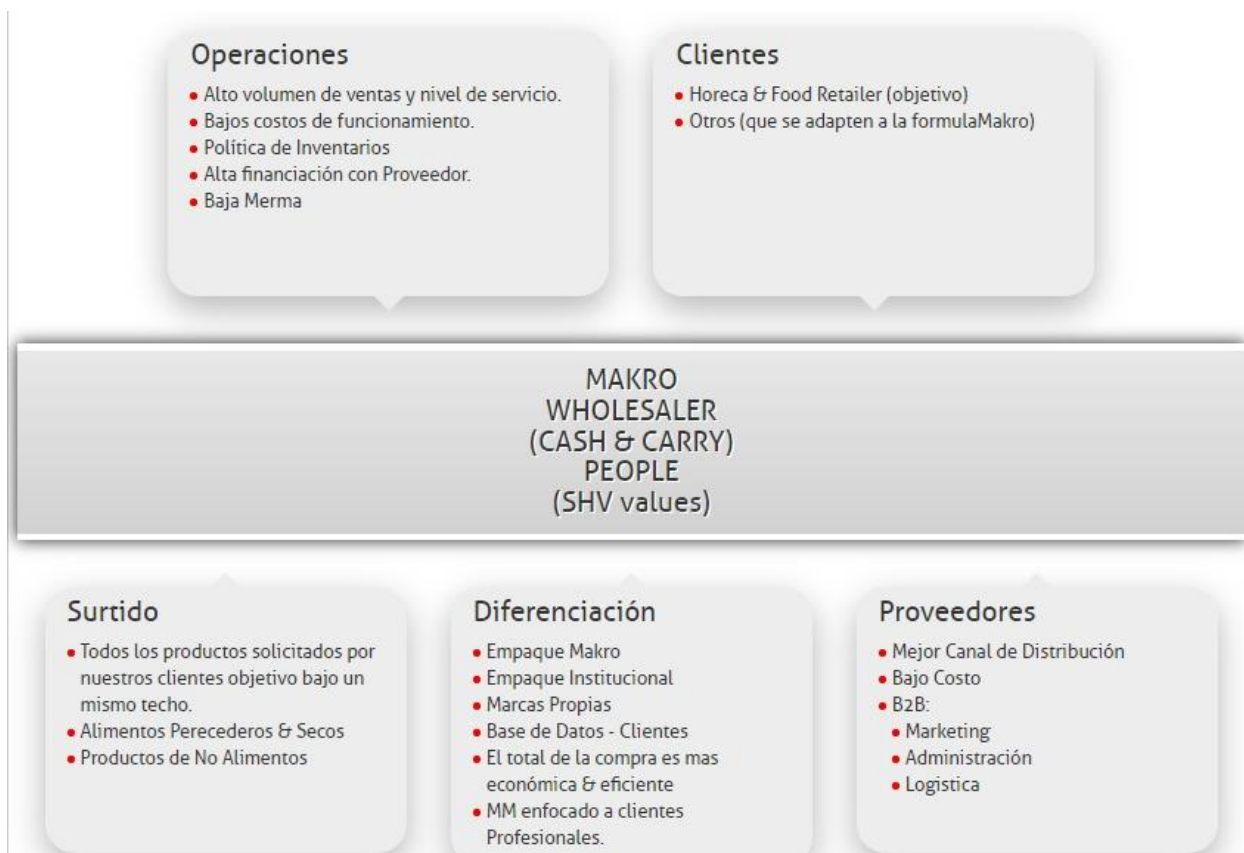 Operaciones
Alto volumen de ventas y nivel de servicio.
Bajos costos de funcionamiento.
Política de Inventarios
Alta financiación con Proveedor.
Baja Merma
Clientes
Horeca & Food Retailer (objetivo)
Otros (que se adapten a la formulaMakro)
MAKRO
WHOLESALER
(CASH & CARRY)
PEOPLE
(SHV values)
Surtido
Todos los productos solicitados por
nuestros clientes objetivo bajo un
mismo techo.
Alimentos Perecederos & Secos
Productos de No Alimentos
Diferenciación
Empaque Makro
Empaque Institucional
Marcas Propias
Base de Datos - Clientes
El total de la compra es mas
económica & eficiente
MM enfocado a clientes
Profesionales.
Proveedores
Mejor Canal de Distribución
Bajo Costo
B2B:
Marketing
Administración
Logistica